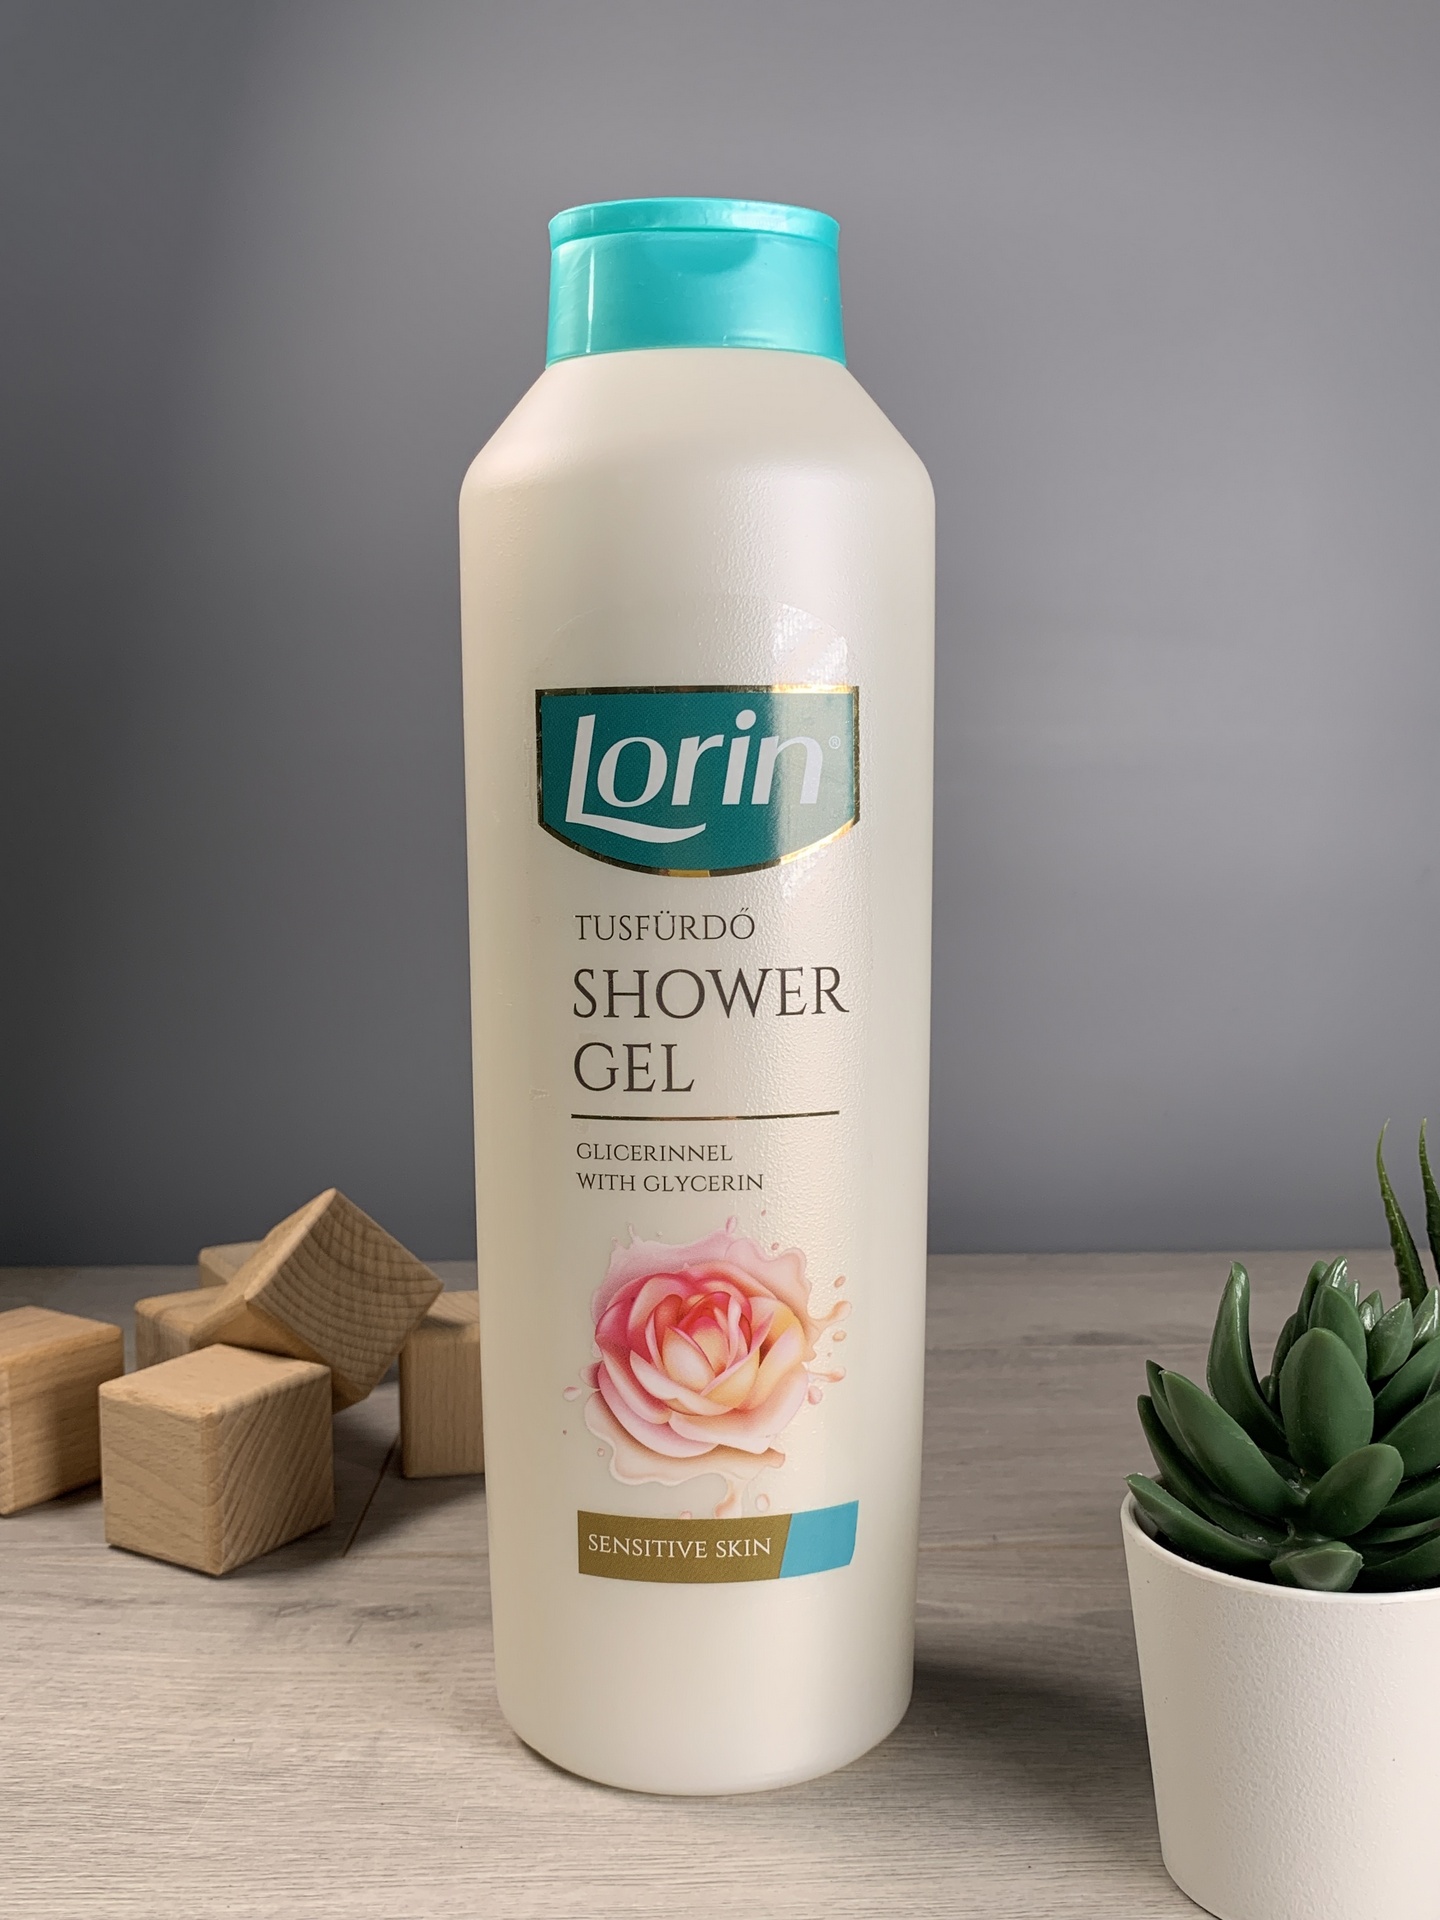 Lorin®
TUSFÜRDŐ
SHOWER
GEL
GLICERINNEL
WITH GLYCERIN
SENSITIVE SKIN